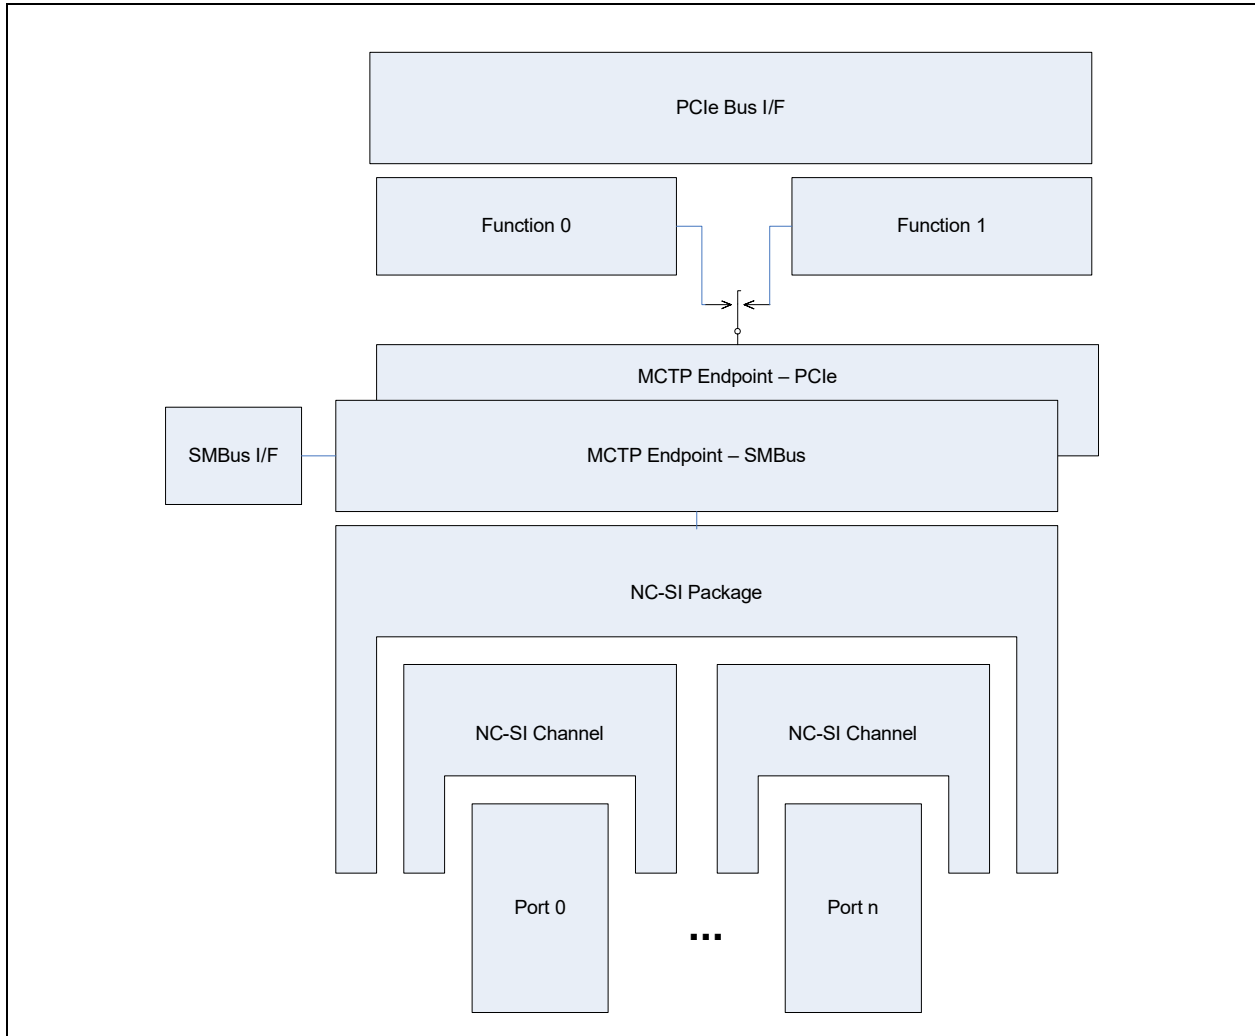 PCIe Bus I/F
Function 0
Function 1
MCTP Endpoint – PCIe
SMBus I/F
MCTP Endpoint – SMBus
NC-SI Package
NC-SI Channel
NC-SI Channel
Port 0
...
Port n